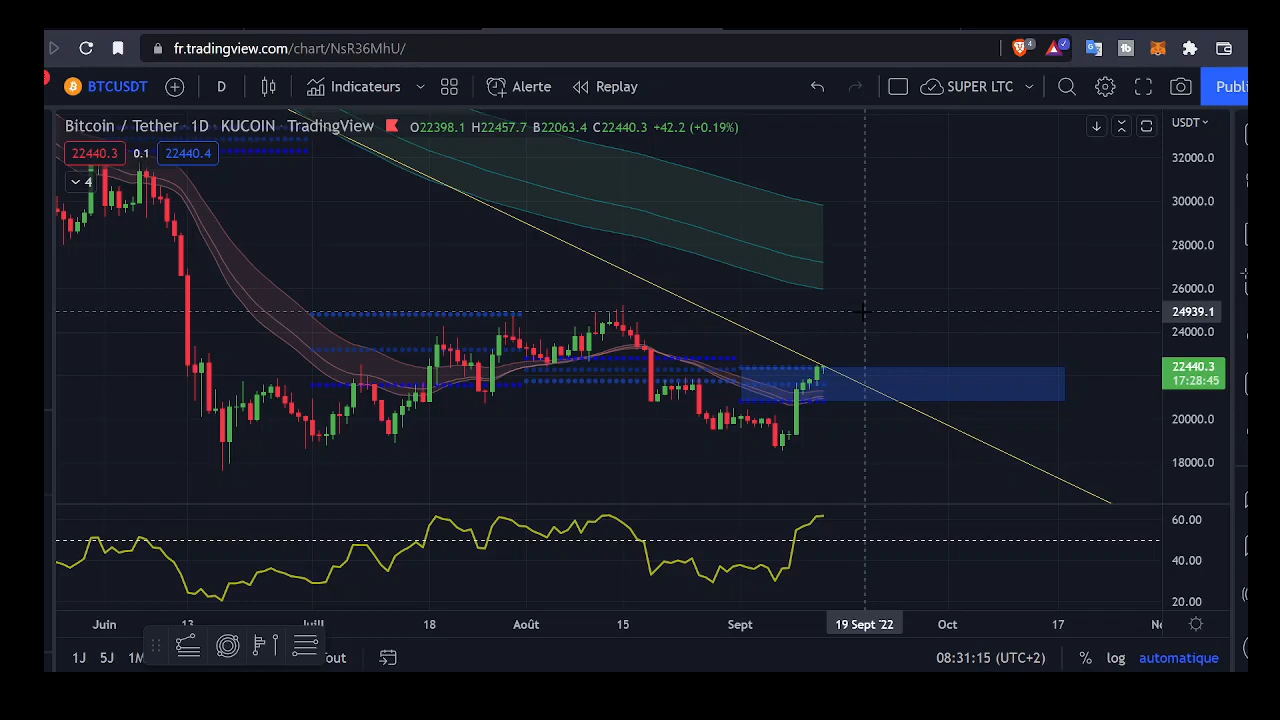 fr.tradingview.com/chart/NsR36MhU/
4
BTCUSDT D Indicateurs Alerte Replay SUPER LTC Publi
Bitcoin / Tether · 1D · KUCOIN TradingView O22398.1 H22457.7 B22063.4 C22440.3 +42.2 (+0.19%)
USDT
22440.3 0.1 22440.4
4
32000.0
30000.0
28000.0
26000.0
24939.1
24000.0
22440.3
17:28:45
20000.0
18000.0
60.00
40.00
20.00
Juin 13 Juill 18 Août 15 Sept 19 Sept '22 Oct 17
1J 5J 1M Tout 08:31:15 (UTC+2) % log automatique